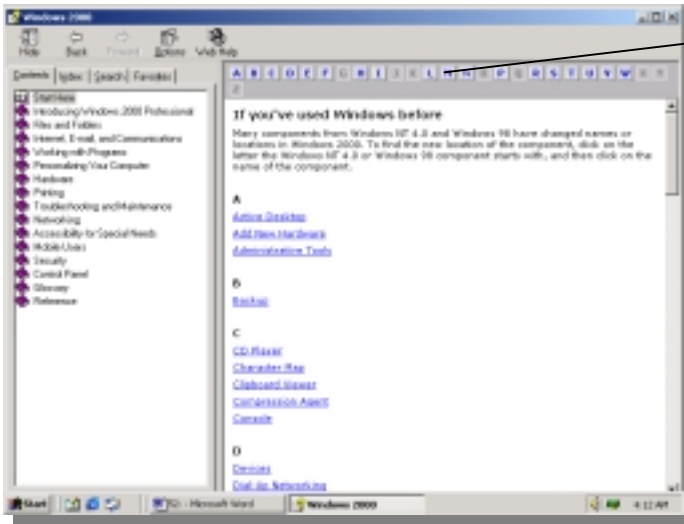 Windows 2000
Hide Back Forward Options Web Help
Contents Index Search Favorites
Start Here
Introducing Windows 2000 Professional
Files and Folders
Internet, E-mail, and Communications
Working with Programs
Personalizing Your Computer
Hardware
Printing
Troubleshooting and Maintenance
Networking
Accessibility for Special Needs
Mobile Users
Security
Control Panel
Glossary
Reference
A B C D E F G H I J K L M N O P Q R S T U V W X Y
Z
If you've used Windows before
Many components from Windows NT 4.0 and Windows 98 have changed names or
locations in Windows 2000. To find the new location of the component, click on the
letter the Windows NT 4.0 or Windows 98 component starts with, and then click on the
name of the component.
A
Active Desktop
Add New Hardware
Administrative Tools
B
Backup
C
CD Player
Character Map
Clipboard Viewer
Compression Agent
Console
D
Devices
Dial-Up Networking
Start - Microsoft Word Windows 2000 4:12 AM